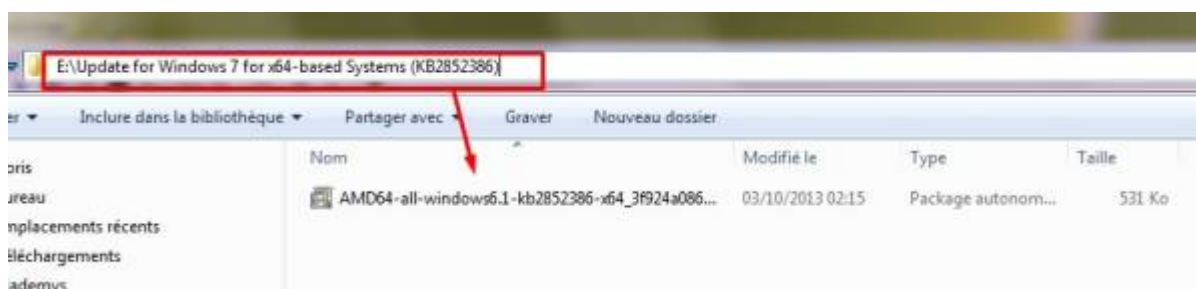 E:\Update for Windows 7 for x64-based Systems (KB2852386)
er Inclure dans la bibliothèque Partager avec Graver Nouveau dossier
Nom Modifié le Type Taille
AMD64-all-windows6.1-kb2852386-x64_3f924a086... 03/10/2013 02:15 Package autonom... 531 Ko
oris
ureau
mplacements récents
éléchargements
ademys